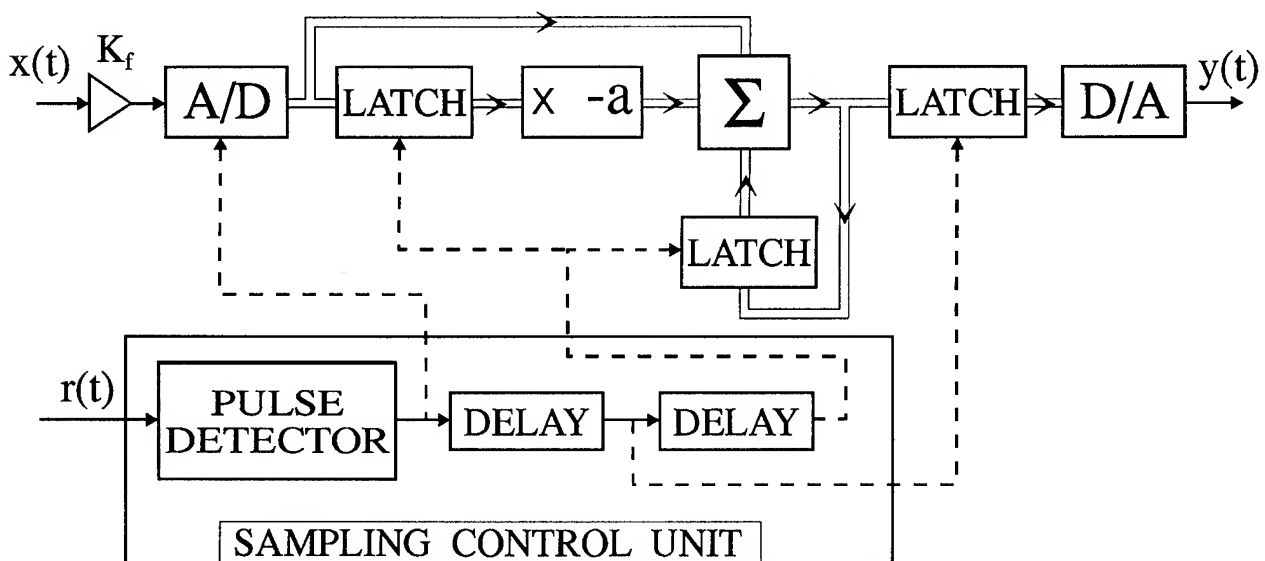 x(t)
K_f
A/D
LATCH
x -a
Σ
LATCH
D/A
y(t)
LATCH
r(t)
PULSE
DETECTOR
DELAY
DELAY
SAMPLING CONTROL UNIT